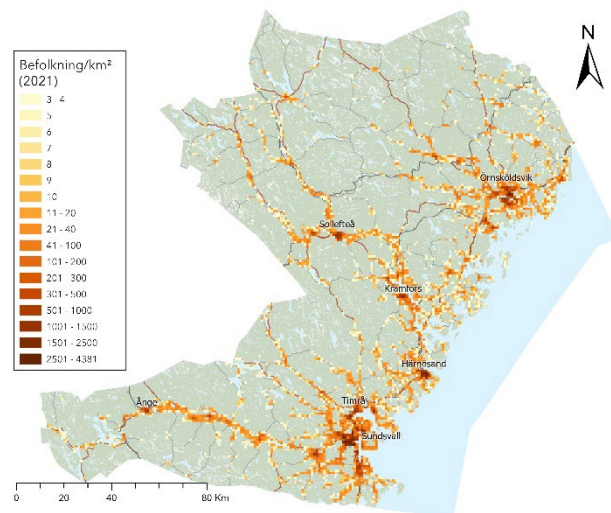 N
Befolkning/km²
(2021)
3 - 4
5
6
7
8
9
10
11 - 20
21 - 40
41 - 100
101 - 200
201 - 300
301 - 500
501 - 1000
1001 - 1500
1501 - 2500
2501 - 4381
Örnsköldsvik
Sollefteå
Kramfors
Härnösand
Timrå
Ånge
Sundsvall
0 10 20 40 60 80 Km